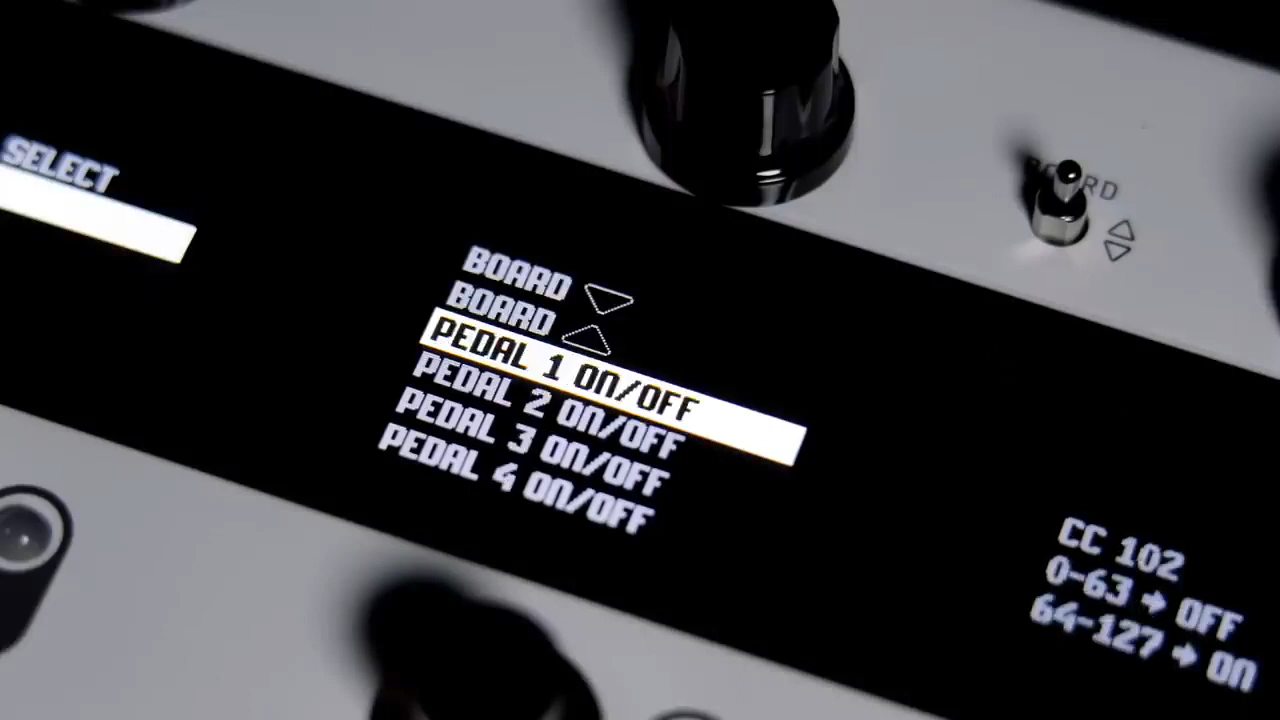 SELECT
BOARD ▽
BOARD △
PEDAL 1 ON/OFF
PEDAL 2 ON/OFF
PEDAL 3 ON/OFF
PEDAL 4 ON/OFF
CC 102
0-63 → OFF
64-127 → ON
BOARD